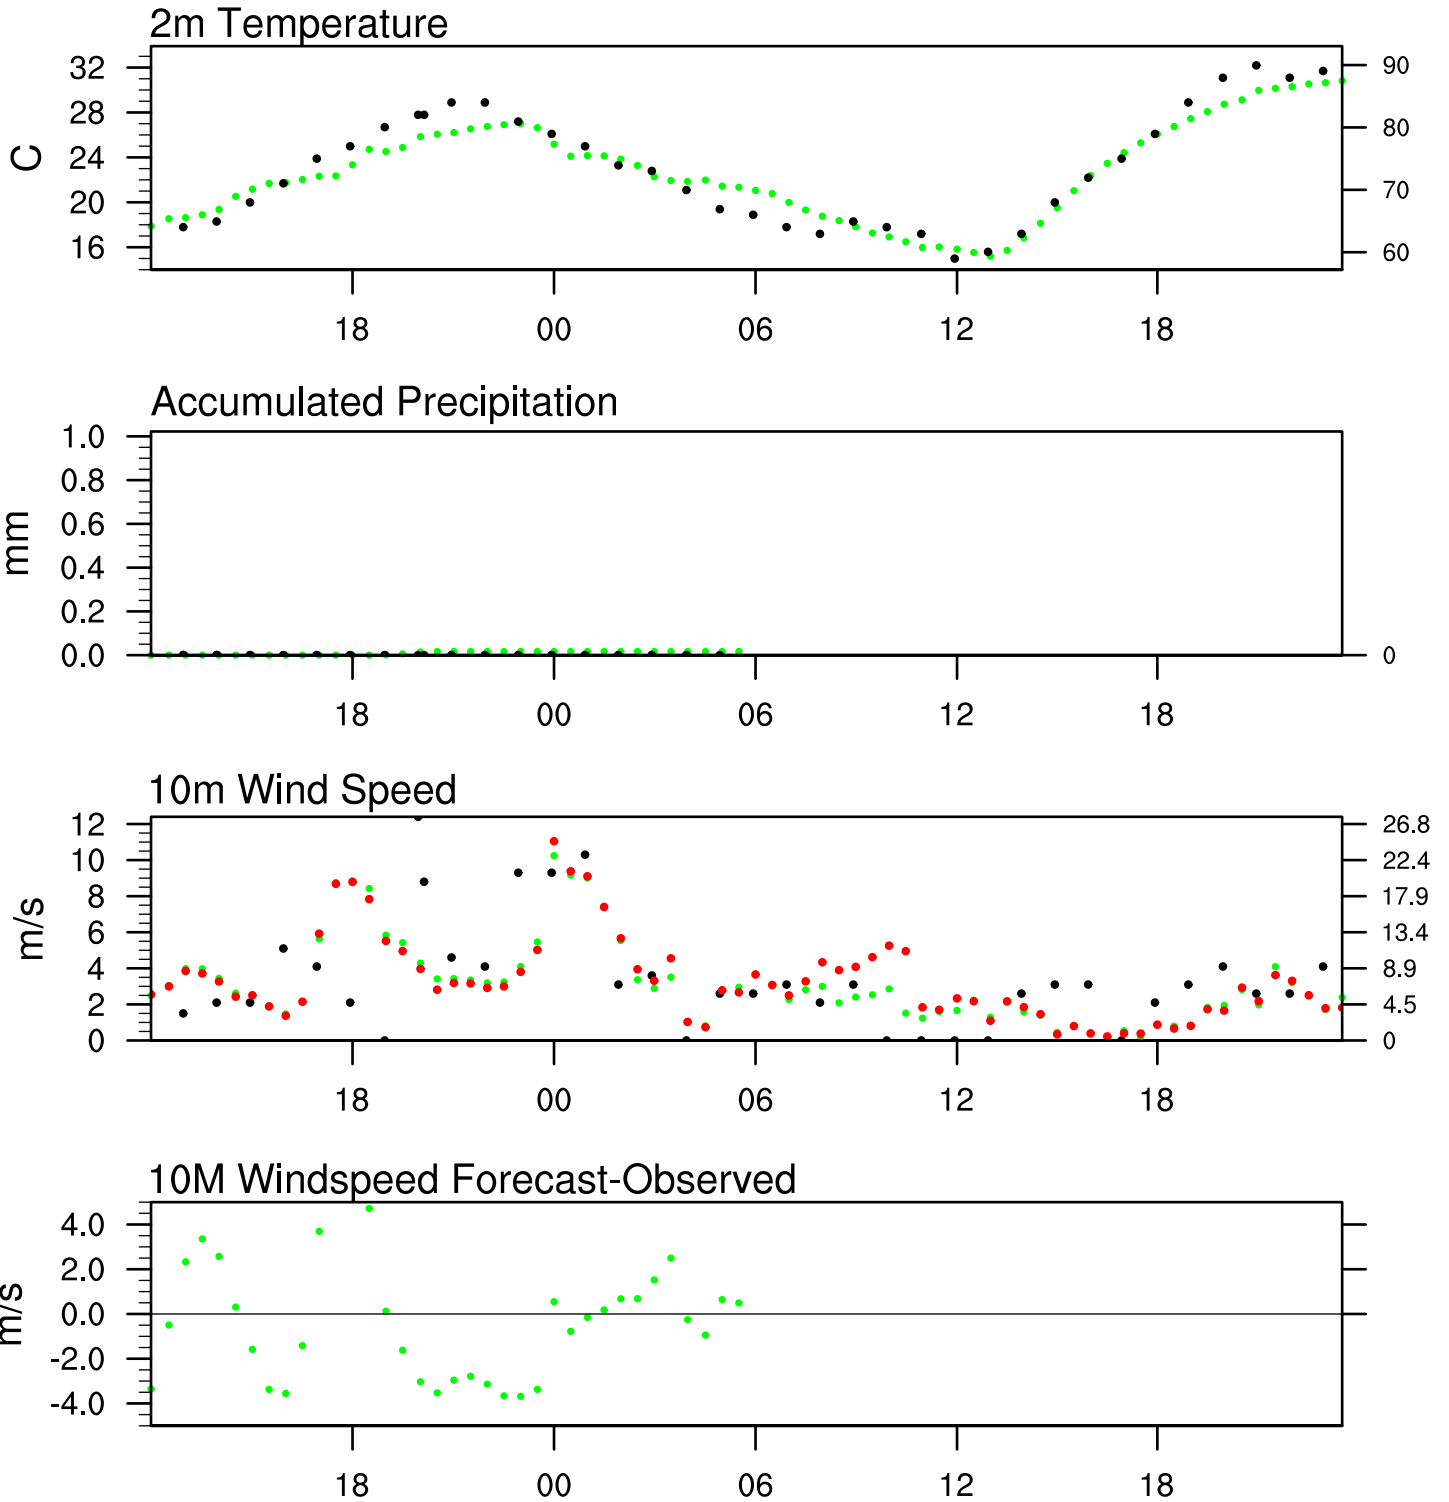 2m Temperature
32
28
24
20
16
C
90
80
70
60
18 00 06 12 18
Accumulated Precipitation
1.0
0.8
0.6
0.4
0.2
0.0
mm
0
18 00 06 12 18
10m Wind Speed
12
10
8
6
4
2
0
m/s
26.8
22.4
17.9
13.4
8.9
4.5
0
18 00 06 12 18
10M Windspeed Forecast-Observed
4.0
2.0
0.0
-2.0
-4.0
m/s
18 00 06 12 18